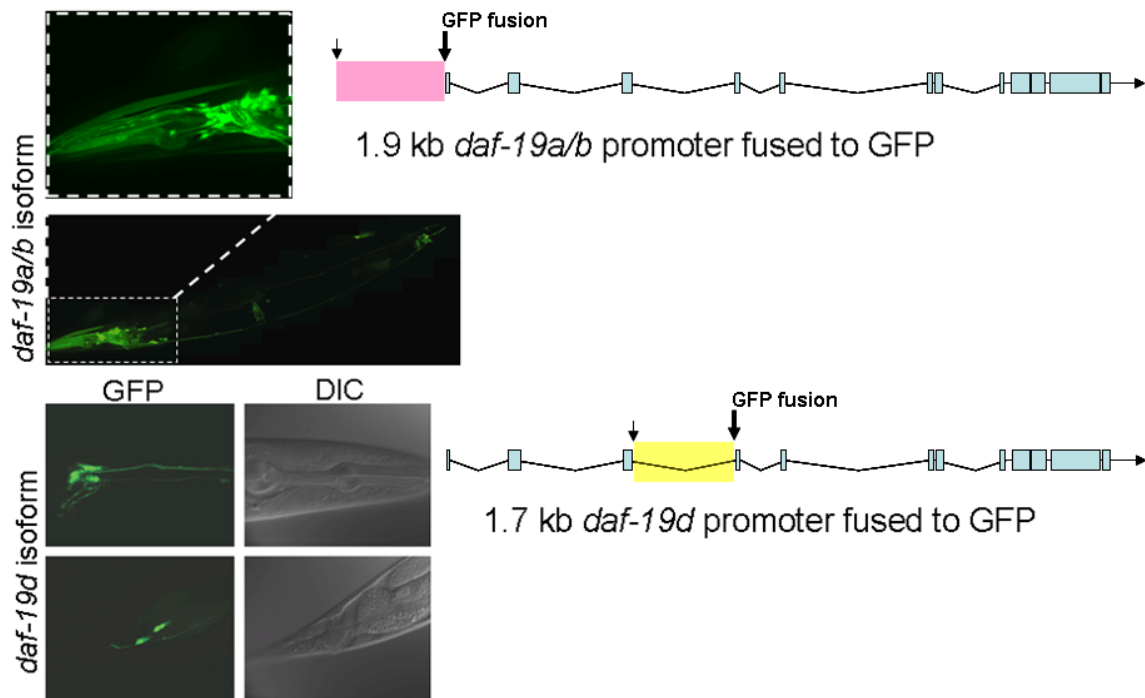 GFP fusion
daf-19a/b isoform
1.9 kb daf-19a/b promoter fused to GFP
GFP
DIC
GFP fusion
daf-19d isoform
1.7 kb daf-19d promoter fused to GFP